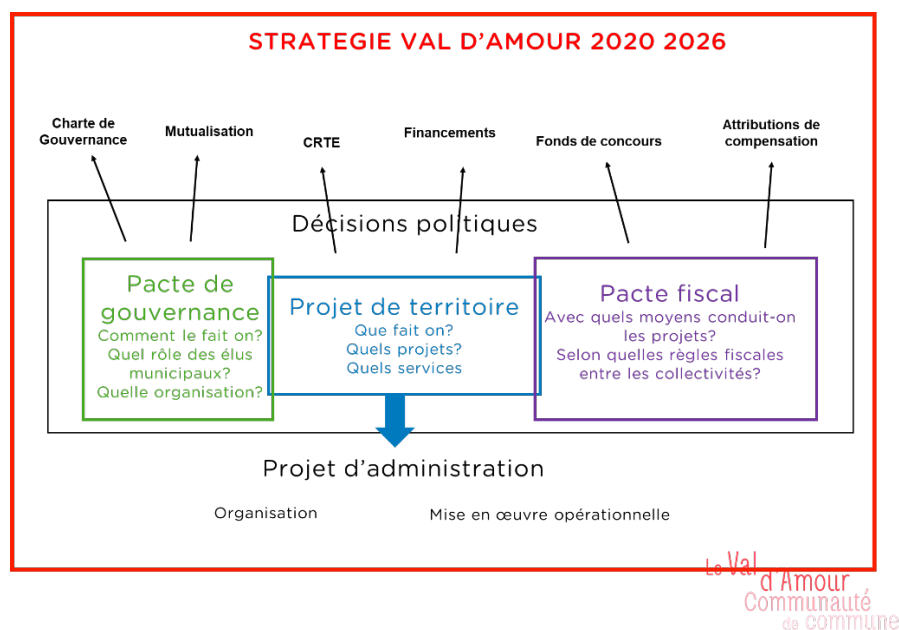 STRATEGIE VAL D'AMOUR 2020 2026
Charte de
Gouvernance
Mutualisation
CRTE
Financements
Fonds de concours
Attributions de
compensation
Décisions politiques
Pacte de
gouvernance
Comment le fait on?
Quel rôle des élus
municipaux?
Quelle organisation?
Projet de territoire
Que fait on?
Quels projets?
Quels services
Pacte fiscal
Avec quels moyens conduit-on
les projets?
Selon quelles règles fiscales
entre les collectivités?
Projet d'administration
Organisation
Mise en œuvre opérationnelle
Le Val
d'Amour
Communauté
de commune